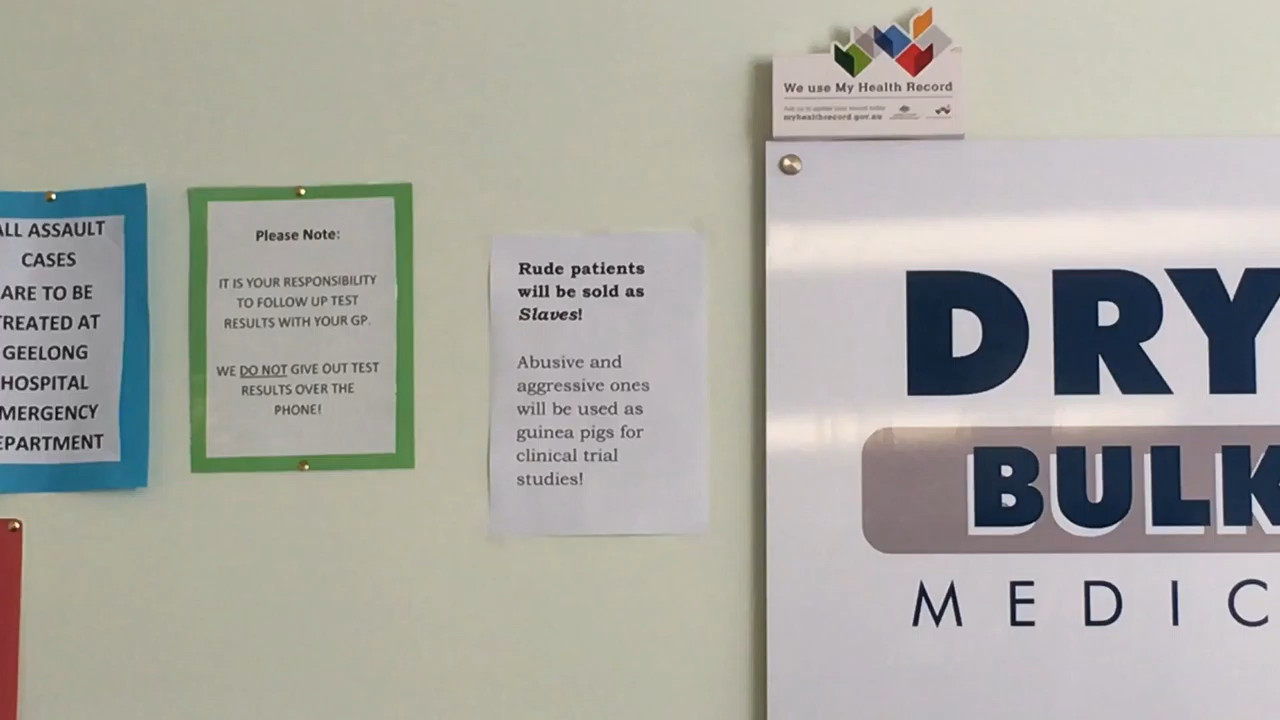 ALL ASSAULT
CASES
ARE TO BE
TREATED AT
GEELONG
HOSPITAL
EMERGENCY
DEPARTMENT
Please Note:
IT IS YOUR RESPONSIBILITY
TO FOLLOW UP TEST
RESULTS WITH YOUR GP.
WE DO NOT GIVE OUT TEST
RESULTS OVER THE
PHONE!
Rude patients
will be sold as
Slaves!
Abusive and
aggressive ones
will be used as
guinea pigs for
clinical trial
studies!
We use My Health Record
myhealthrecord.gov.au
DRY
BULK
MEDIC